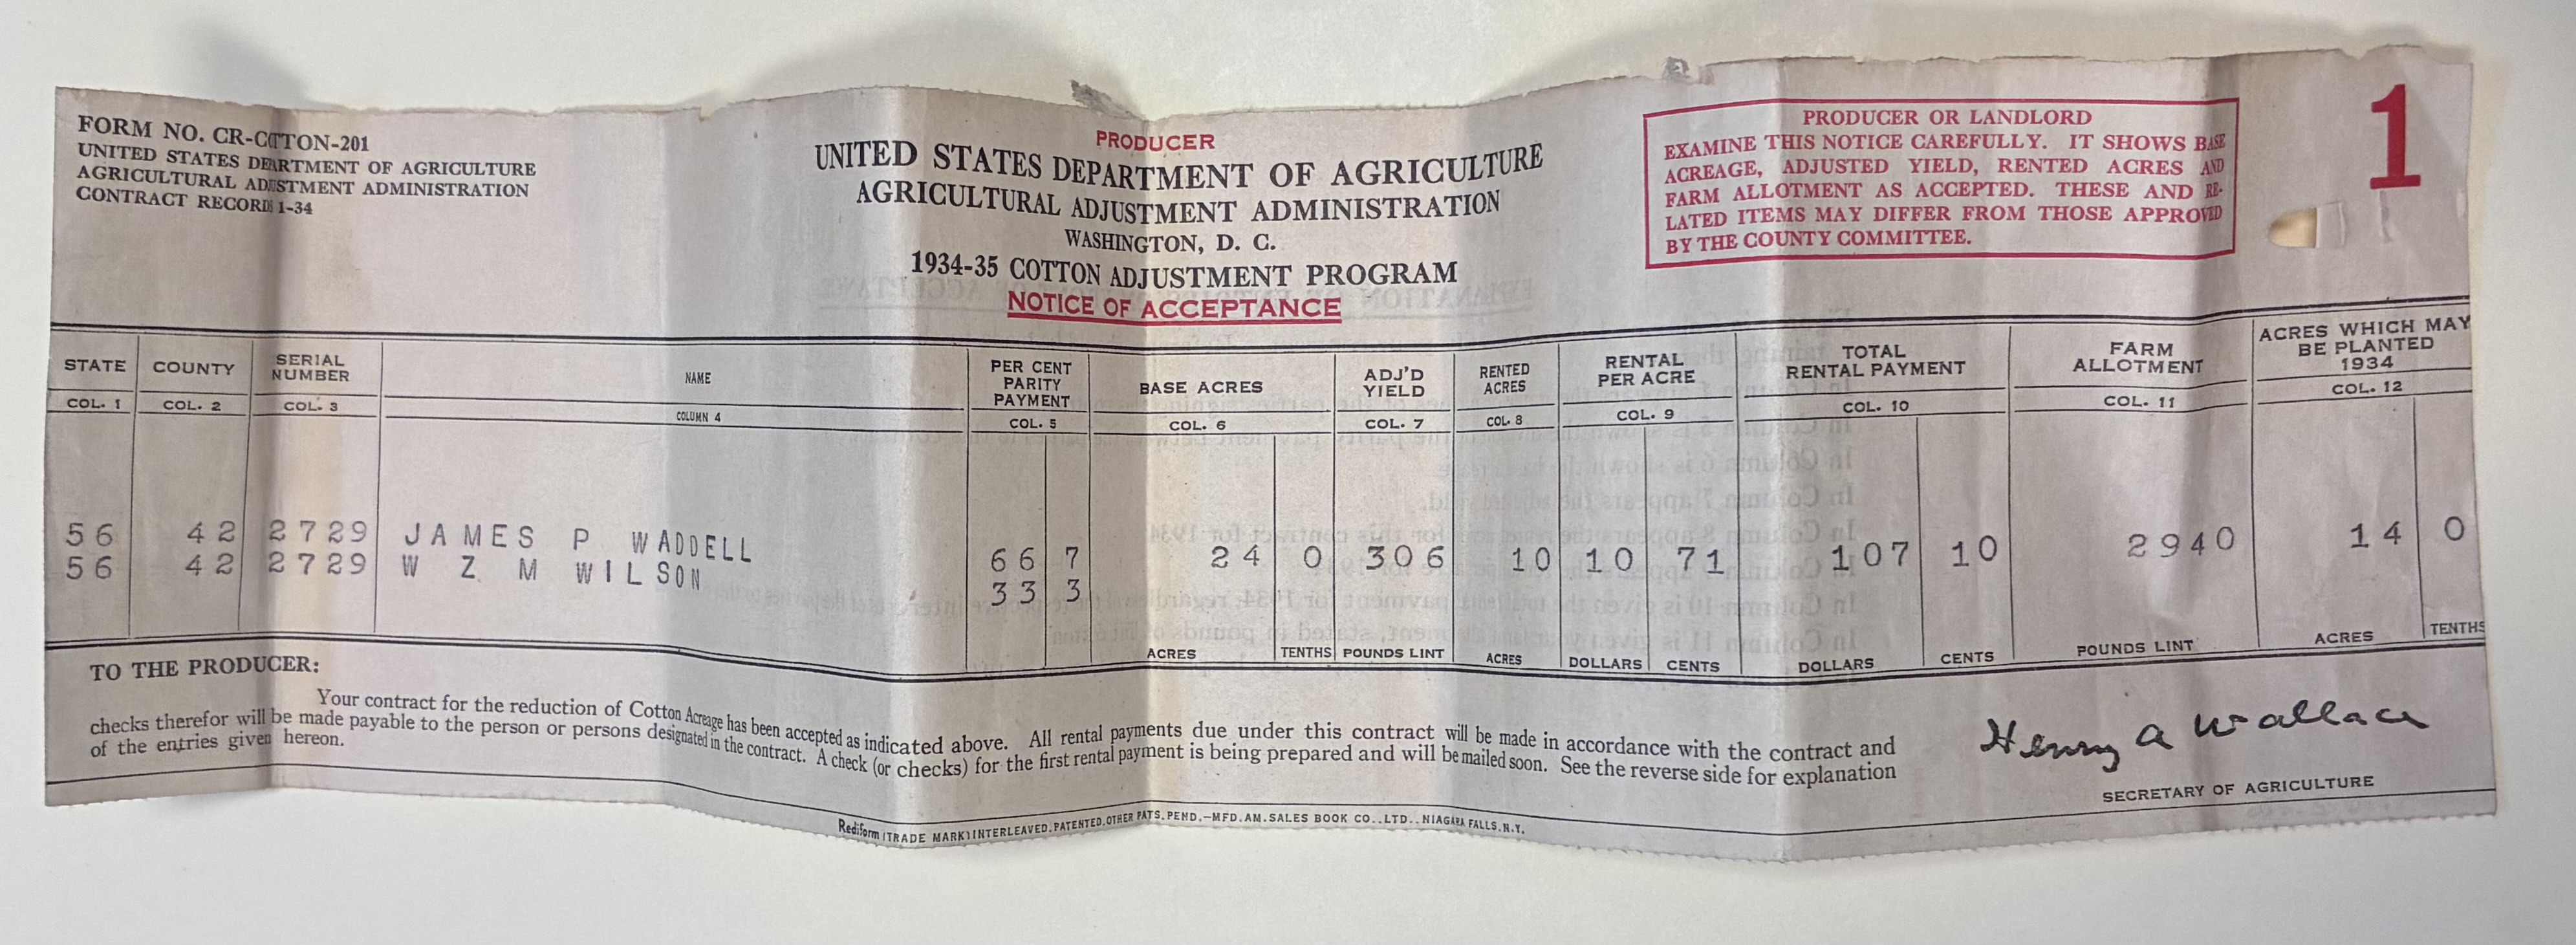 FORM NO. CR-COTTON-201
UNITED STATES DEPARTMENT OF AGRICULTURE
AGRICULTURAL ADJUSTMENT ADMINISTRATION
CONTRACT RECORDS 1-34
PRODUCER
UNITED STATES DEPARTMENT OF AGRICULTURE
AGRICULTURAL ADJUSTMENT ADMINISTRATION
WASHINGTON, D. C.
1934-35 COTTON ADJUSTMENT PROGRAM
NOTICE OF ACCEPTANCE
PRODUCER OR LANDLORD
EXAMINE THIS NOTICE CAREFULLY. IT SHOWS BASE
ACREAGE, ADJUSTED YIELD, RENTED ACRES AND
FARM ALLOTMENT AS ACCEPTED. THESE AND RE-
LATED ITEMS MAY DIFFER FROM THOSE APPROVED
BY THE COUNTY COMMITTEE.
1
STATE COUNTY SERIAL NUMBER NAME PER CENT PARITY PAYMENT BASE ACRES ADJ'D YIELD RENTED ACRES RENTAL PER ACRE TOTAL RENTAL PAYMENT FARM ALLOTMENT ACRES WHICH MAY BE PLANTED 1934
COL. 1 COL. 2 COL. 3 COLUMN 4 COL. 5 COL. 6 COL. 7 COL. 8 COL. 9 COL. 10 COL. 11 COL. 12
56 42 2729 JAMES P WADDELL 66 7 24 0 306 10 10 71 107 10 2940 14 0
56 42 2729 W Z M WILSON 33 3
ACRES TENTHS POUNDS LINT ACRES DOLLARS CENTS DOLLARS CENTS POUNDS LINT ACRES TENTHS
TO THE PRODUCER:
Your contract for the reduction of Cotton Acreage has been accepted as indicated above. All rental payments due under this contract will be made in accordance with the contract and
checks therefor will be made payable to the person or persons designated in the contract. A check (or checks) for the first rental payment is being prepared and will be mailed soon. See the reverse side for explanation
of the entries given hereon.
Henry A Wallace
SECRETARY OF AGRICULTURE
Rediform (TRADE MARK) INTERLEAVED. PATENTED. OTHER PATS. PEND.—MFD. AM. SALES BOOK CO., LTD., NIAGARA FALLS, N.Y.